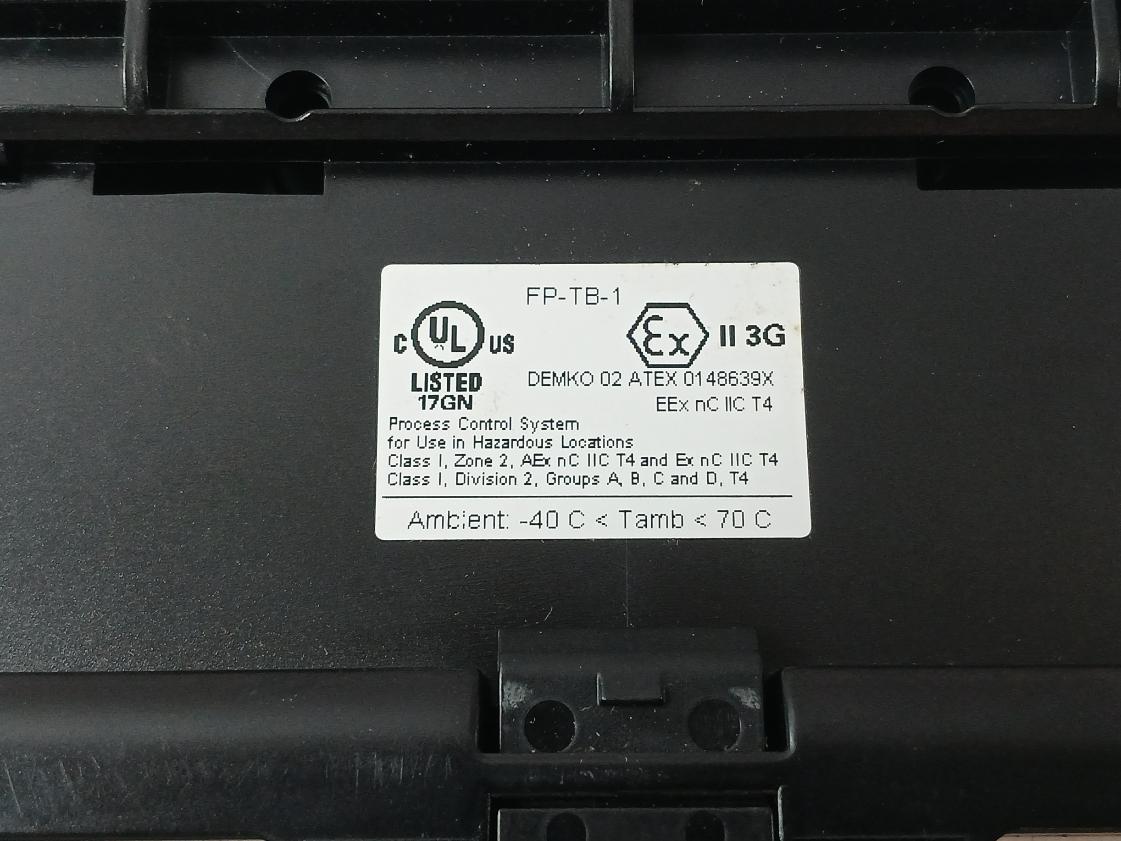 FP-TB-1
C UL US
LISTED
17GN
Ex II 3G
DEMKO 02 ATEX 0148639X
EEx nC IIC T4
Process Control System
for Use in Hazardous Locations
Class I, Zone 2, AEx nC IIC T4 and Ex nC IIC T4
Class I, Division 2, Groups A, B, C and D, T4
Ambient: -40 C < Tamb < 70 C